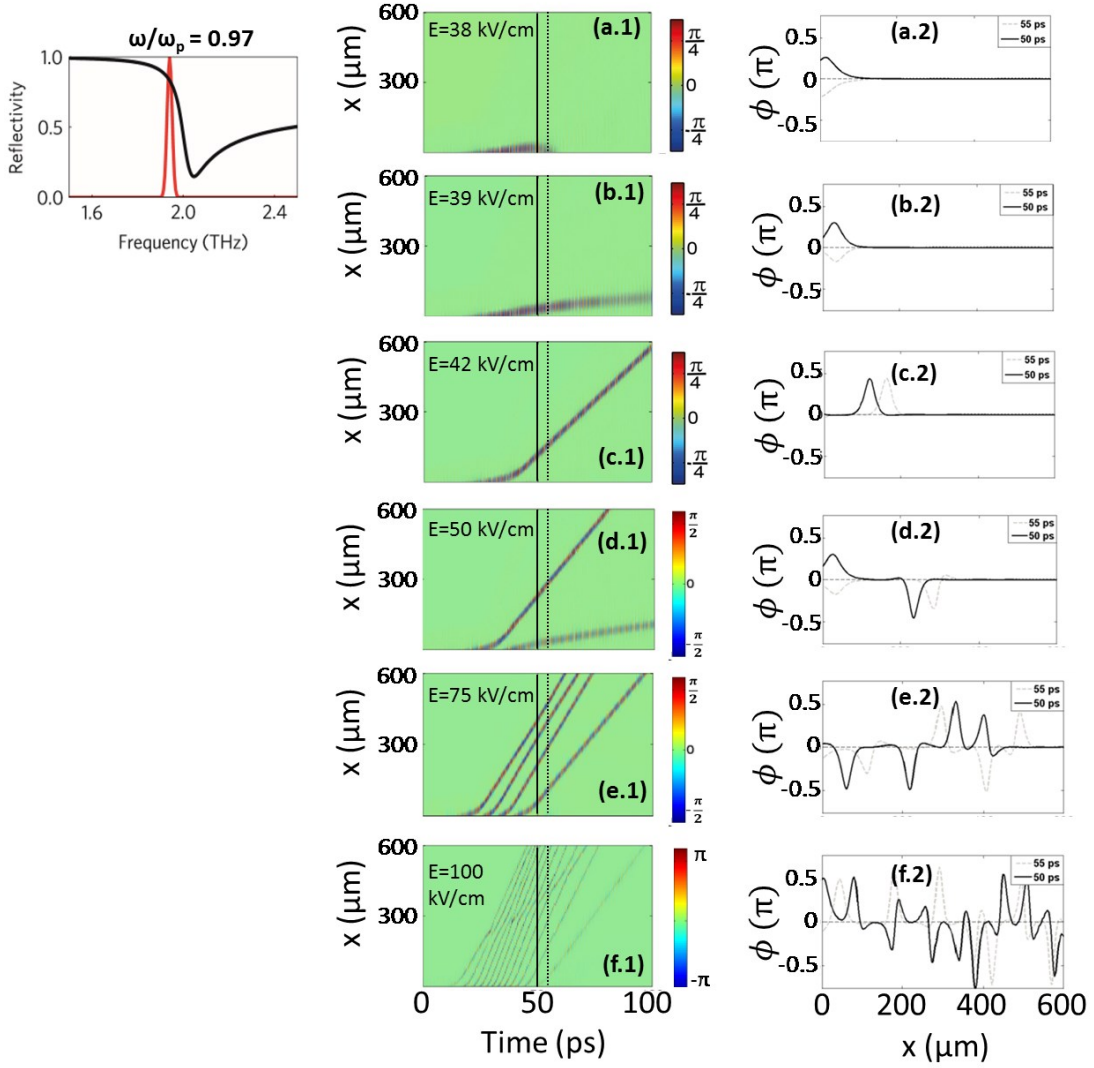 ω/ωp = 0.97
1.0
0.5
0.0
Reflectivity
1.6
2.0
2.4
Frequency (THz)
600
300
x (µm)
E=38 kV/cm
(a.1)
π/4
0
-π/4
(a.2)
55 ps
50 ps
0.5
0
-0.5
ϕ (π)
600
300
x (µm)
E=39 kV/cm
(b.1)
π/4
0
-π/4
(b.2)
55 ps
50 ps
0.5
0
-0.5
ϕ (π)
600
300
x (µm)
E=42 kV/cm
(c.1)
π/4
0
-π/4
(c.2)
55 ps
50 ps
0.5
0
-0.5
ϕ (π)
600
300
x (µm)
E=50 kV/cm
(d.1)
π/2
0
-π/2
(d.2)
55 ps
50 ps
0.5
0
-0.5
ϕ (π)
600
300
x (µm)
E=75 kV/cm
(e.1)
π/2
0
-π/2
(e.2)
55 ps
50 ps
0.5
0
-0.5
ϕ (π)
600
300
x (µm)
E=100
kV/cm
(f.1)
π
-π
0 50 100
Time (ps)
(f.2)
55 ps
50 ps
0.5
0
-0.5
ϕ (π)
0 200 400 600
x (µm)